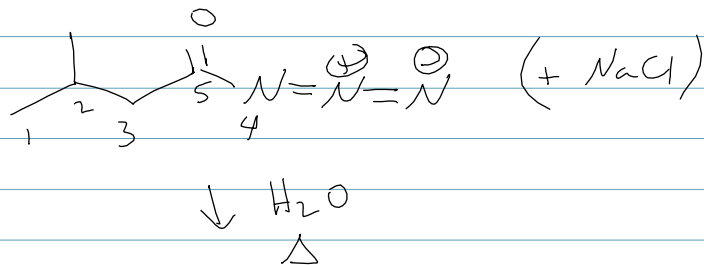 O
N=N=N (+ NaCl)
⊕ ⊖
1 2 3 5 4
↓ H₂O
Δ